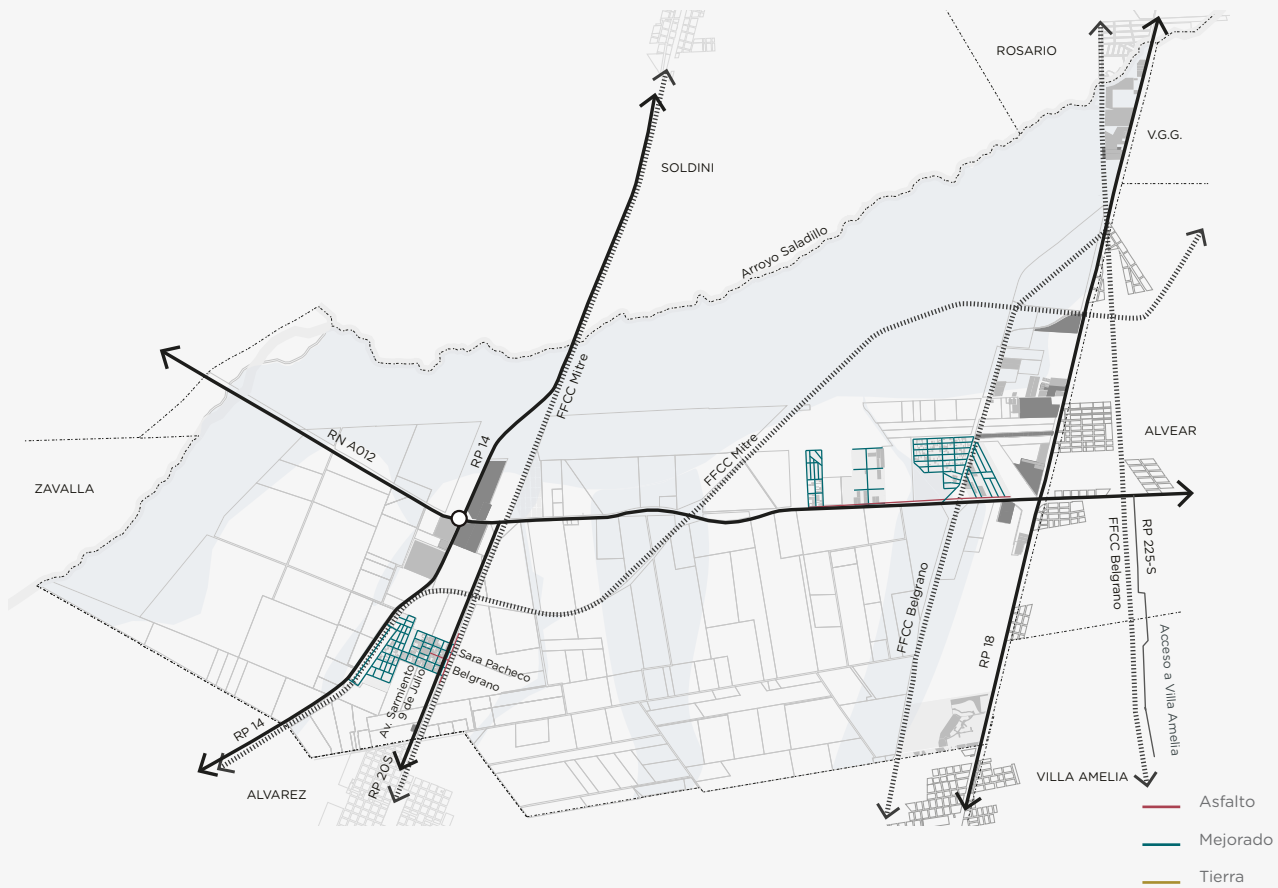 ROSARIO
V.G.G.
SOLDINI
Arroyo Saladillo
FFCC Mitre
RN A012
RP 14
FFCC Mitre
ALVEAR
ZAVALLA
RP 225-S
FFCC Belgrano
FFCC Belgrano
RP 18
Acceso a Villa Amelia
Sara Pacheco
Belgrano
Av. Sarmiento
9 de Julio
RP 14
RP 20S
ALVAREZ
VILLA AMELIA
Asfalto
Mejorado
Tierra